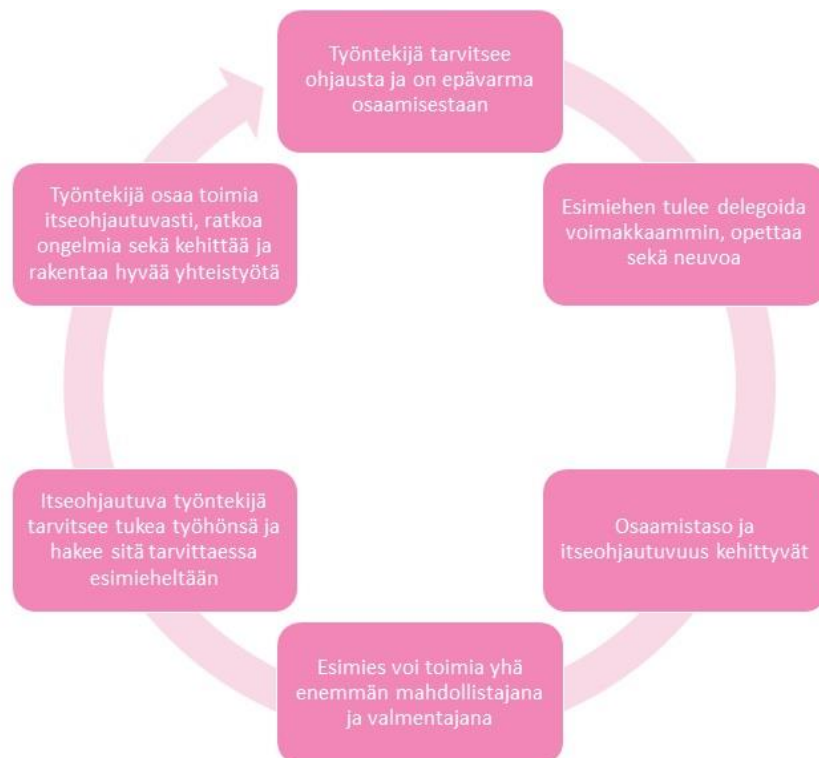 Työntekijä tarvitsee
ohjausta ja on epävarma
osaamisestaan
Esimiehen tulee delegoida
voimakkaammin, opettaa
sekä neuvoa
Osaamistaso ja
itseohjautuvuus kehittyvät
Esimies voi toimia yhä
enemmän mahdollistajana
ja valmentajana
Itseohjautuva työntekijä
tarvitsee tukea työhönsä ja
hakee sitä tarvittaessa
esimieheltään
Työntekijä osaa toimia
itseohjautuvasti, ratkoa
ongelmia sekä kehittää ja
rakentaa hyvää yhteistyötä